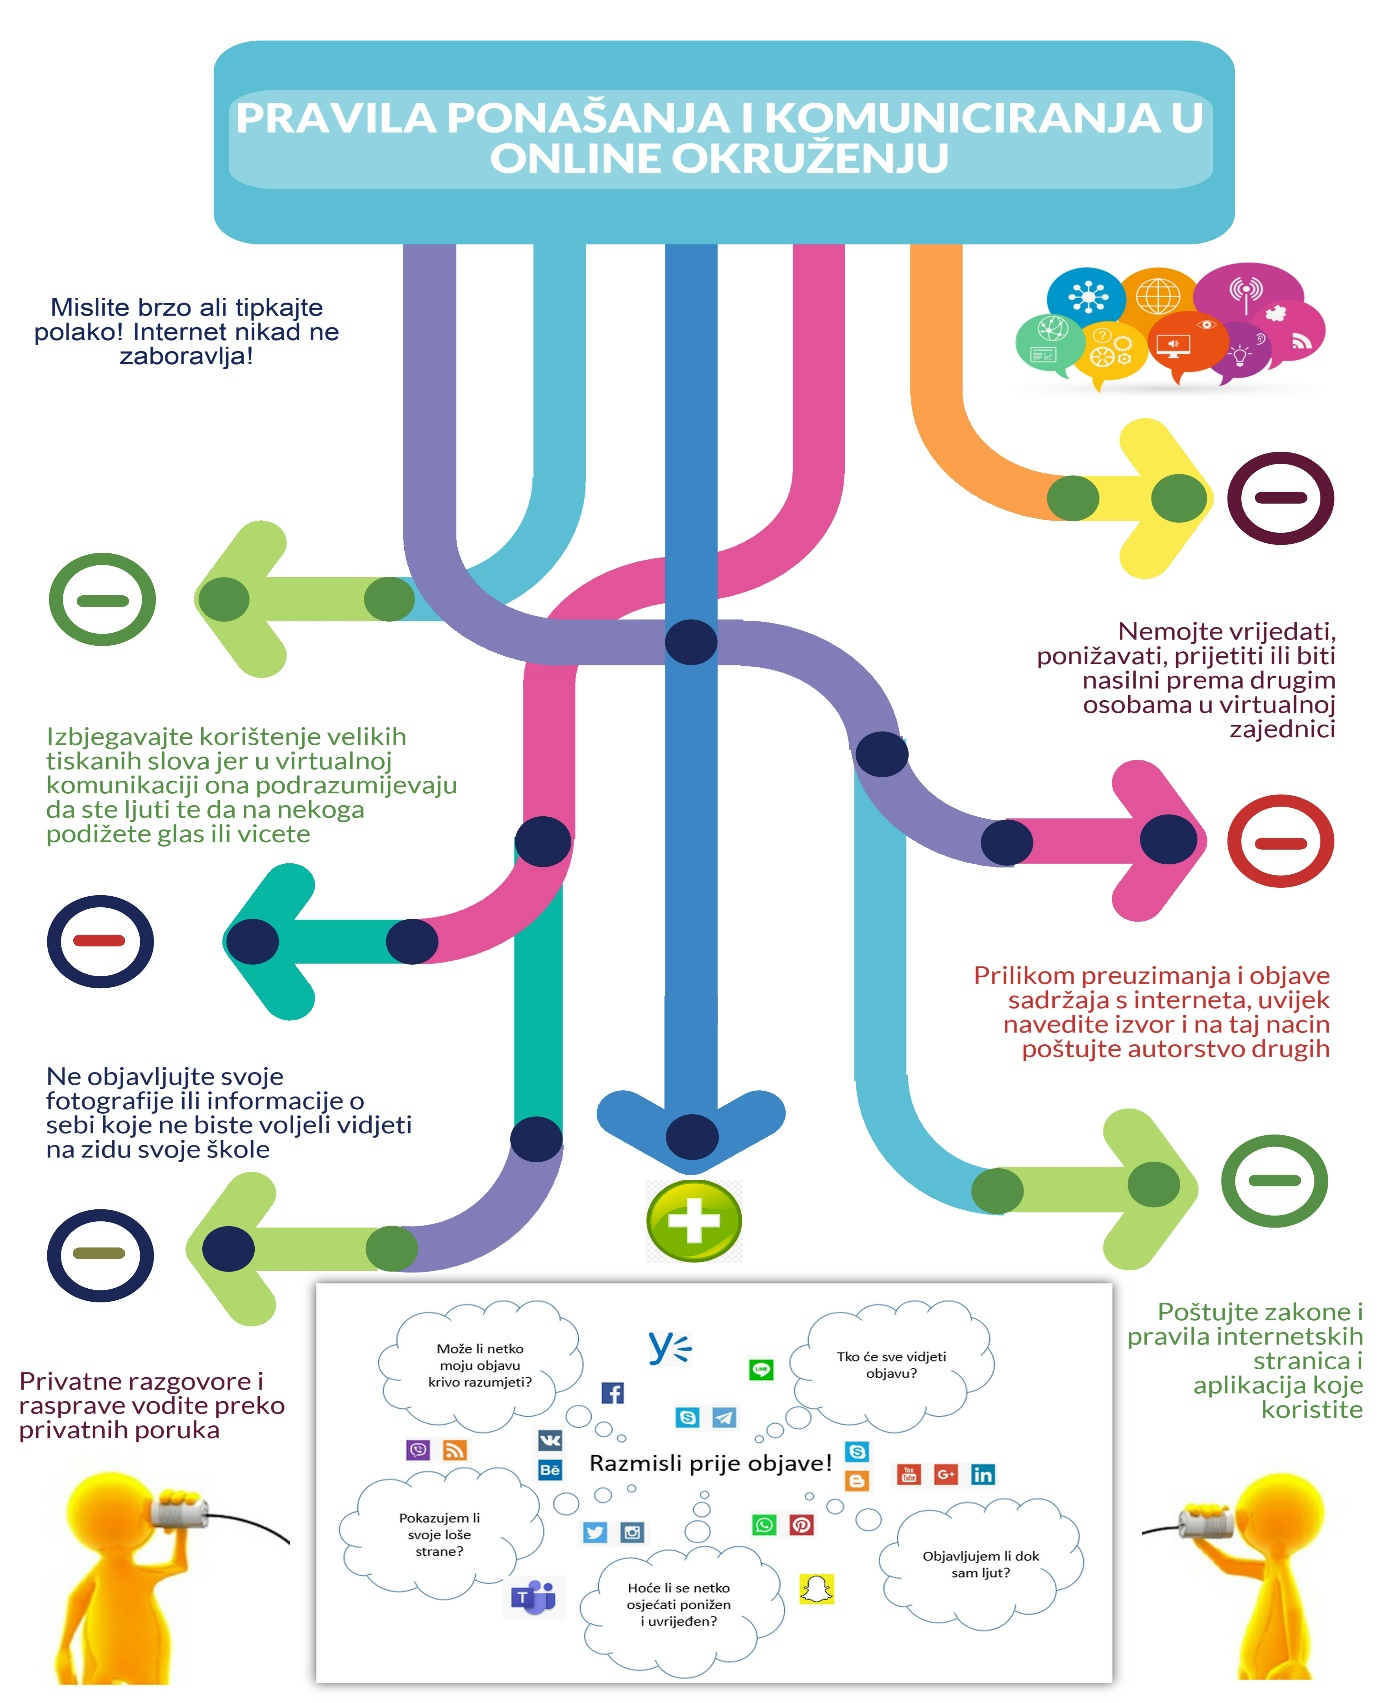 PRAVILA PONAŠANJA I KOMUNICIRANJA U
ONLINE OKRUŽENJU
Mislite brzo ali tipkajte
polako! Internet nikad ne
zaboravlja!
Nemojte vrijeđati,
ponižavati, prijetiti ili biti
nasilni prema drugim
osobama u virtualnoj
zajednici
Izbjegavajte korištenje velikih
tiskanih slova jer u virtualnoj
komunikaciji ona podrazumijevaju
da ste ljuti te da na nekoga
podižete glas ili vicete
Prilikom preuzimanja i objave
sadržaja s interneta, uvijek
navedite izvor i na taj nacin
poštujte autorstvo drugih
Ne objavljujte svoje
fotografije ili informacije o
sebi koje ne biste voljeli vidjeti
na zidu svoje škole
Poštujte zakone i
pravila internetskih
stranica i
aplikacija koje
koristite
Privatne razgovore i
rasprave vodite preko
privatnih poruka
Može li netko
moju objavu
krivo razumjeti?
Tko će sve vidjeti
objavu?
LINE
Razmisli prije objave!
Bē
You
Tube
G+
in
Pokazujem li
svoje loše
strane?
Hoće li se netko
osjećati ponižen
i uvrijeđen?
Objavljujem li dok
sam ljut?
T